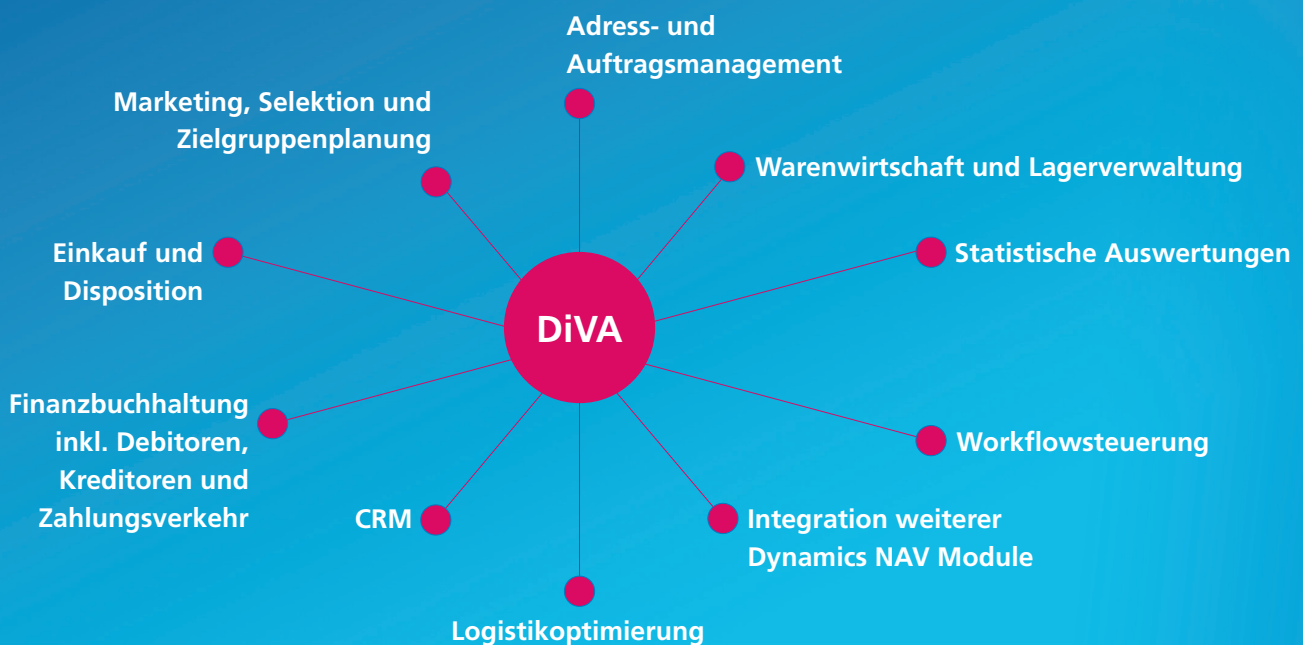 Adress- und
Auftragsmanagement
Marketing, Selektion und
Zielgruppenplanung
Warenwirtschaft und Lagerverwaltung
Einkauf und
Disposition
Statistische Auswertungen
DiVA
Finanzbuchhaltung
inkl. Debitoren,
Kreditoren und
Zahlungsverkehr
Workflowsteuerung
CRM
Integration weiterer
Dynamics NAV Module
Logistikoptimierung